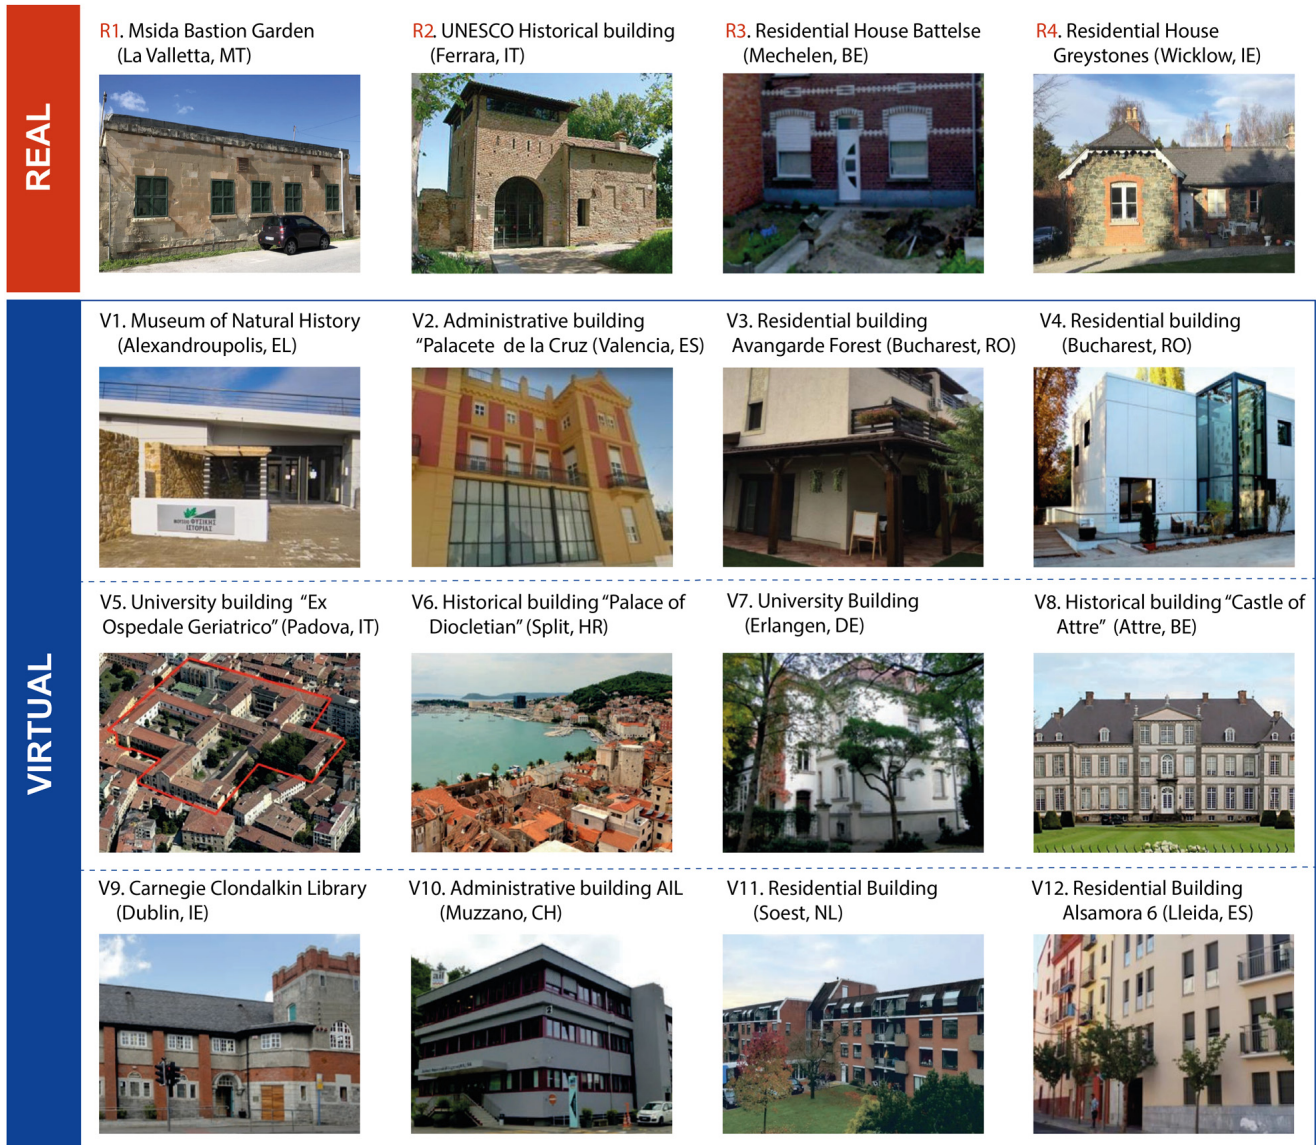 REAL
R1. Msida Bastion Garden
(La Valletta, MT)
R2. UNESCO Historical building
(Ferrara, IT)
R3. Residential House Battelse
(Mechelen, BE)
R4. Residential House
Greystones (Wicklow, IE)
VIRTUAL
V1. Museum of Natural History
(Alexandroupolis, EL)
ΜΟΥΣΕΙΟ ΦΥΣΙΚΗΣ
ΙΣΤΟΡΙΑΣ
V2. Administrative building
“Palacete de la Cruz (Valencia, ES)
V3. Residential building
Avangarde Forest (Bucharest, RO)
V4. Residential building
(Bucharest, RO)
V5. University building “Ex
Ospedale Geriatrico” (Padova, IT)
V6. Historical building “Palace of
Diocletian” (Split, HR)
V7. University Building
(Erlangen, DE)
V8. Historical building “Castle of
Attre” (Attre, BE)
V9. Carnegie Clondalkin Library
(Dublin, IE)
V10. Administrative building AIL
(Muzzano, CH)
V11. Residential Building
(Soest, NL)
V12. Residential Building
Alsamora 6 (Lleida, ES)